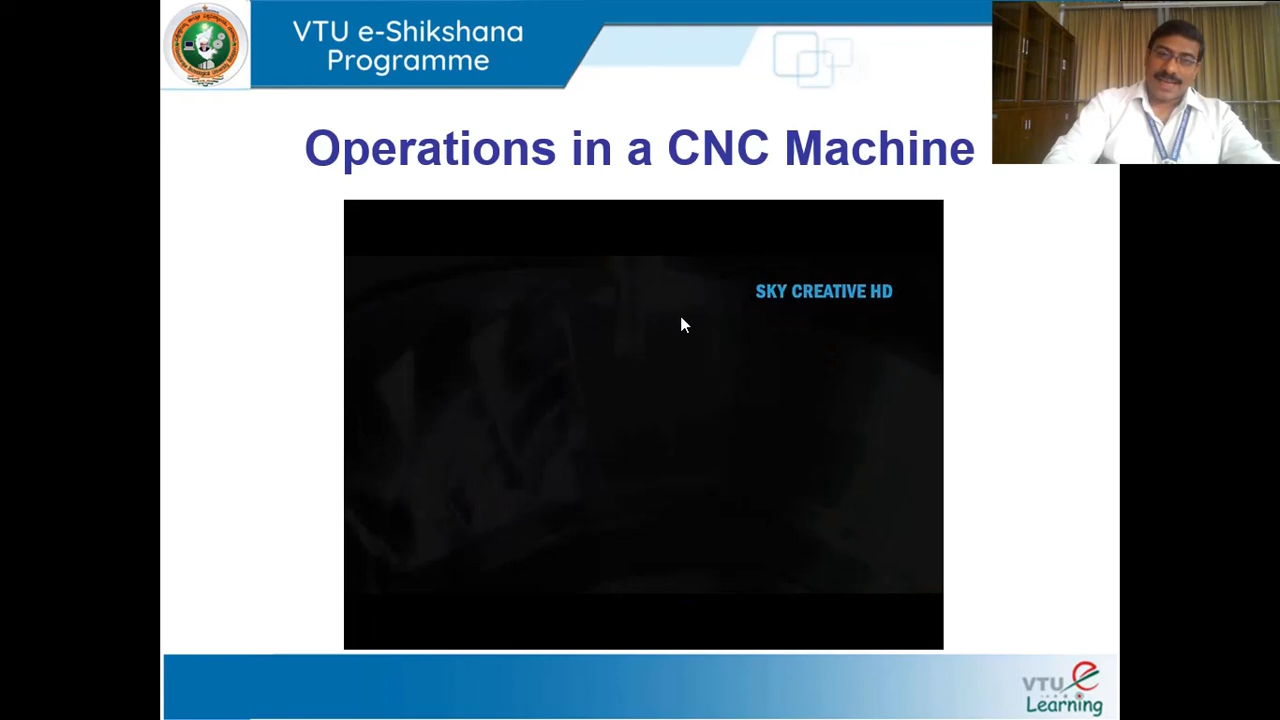 VTU e-Shikshana
Programme
Operations in a CNC Machine
SKY CREATIVE HD
VTU e
Learning